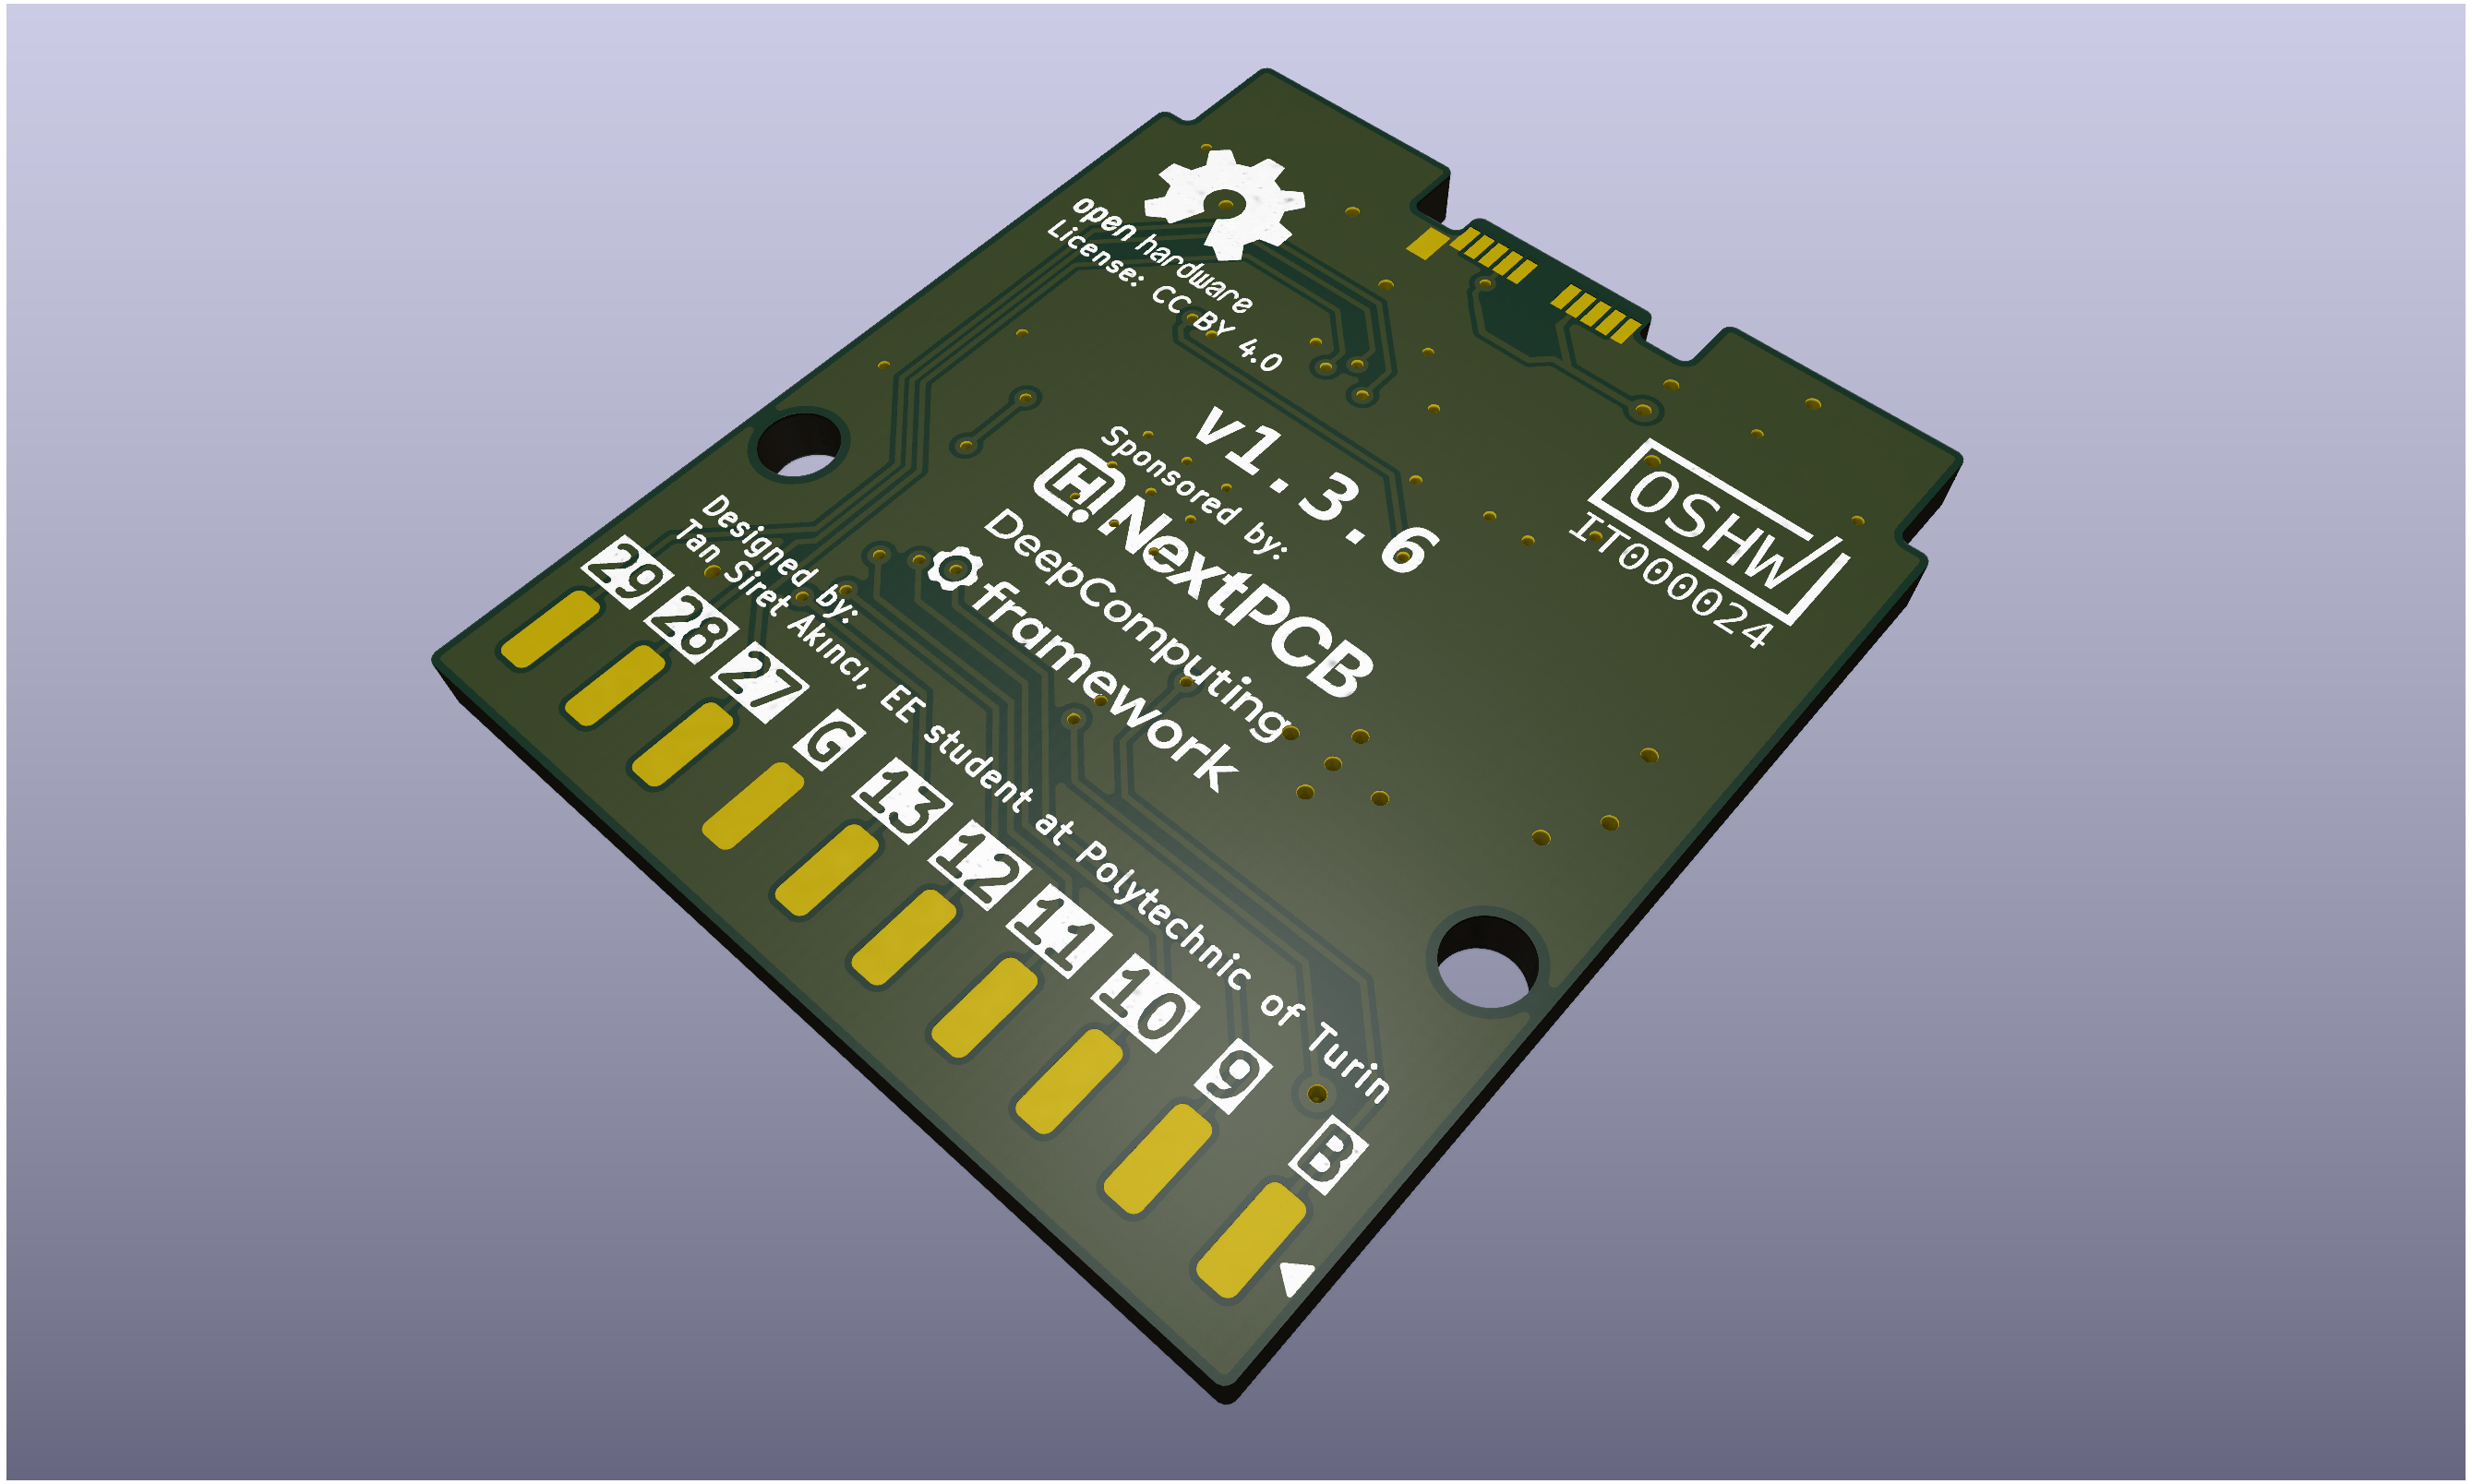 open hardware
License: CC BY 4.0
v1.3.6
Sponsored by:
H NextPCB
Deepcomputing
framework
OSHW
IT000024
Designed by:
Tan Siret Akıncı, EE student at Polytechnic of Turin
29
28
27
G
13
12
11
10
9
B